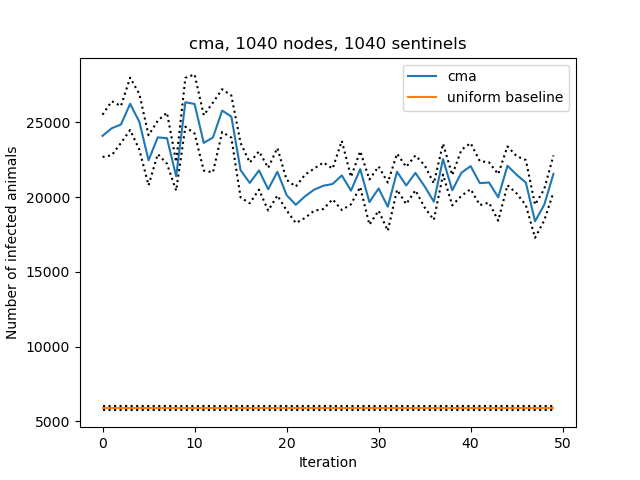 cma, 1040 nodes, 1040 sentinels
cma
uniform baseline
Number of infected animals
25000
20000
15000
10000
5000
0 10 20 30 40 50
Iteration